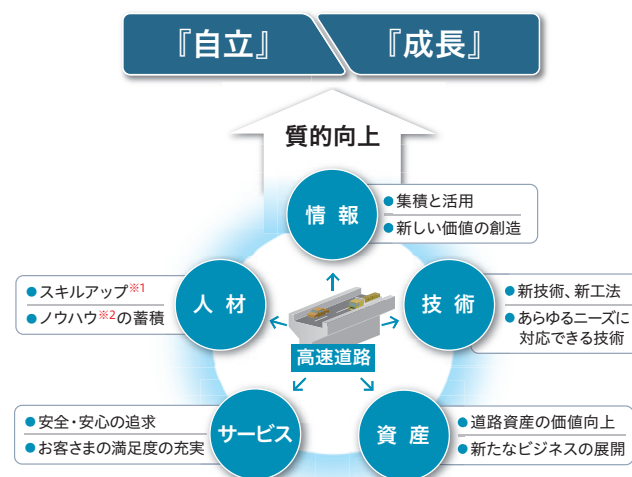 『自立』
『成長』
質的向上
情報
●集積と活用
●新しい価値の創造
人材
●スキルアップ※1
●ノウハウ※2の蓄積
技術
●新技術、新工法
●あらゆるニーズに
対応できる技術
高速道路
サービス
●安全・安心の追求
●お客さまの満足度の充実
資産
●道路資産の価値向上
●新たなビジネスの展開